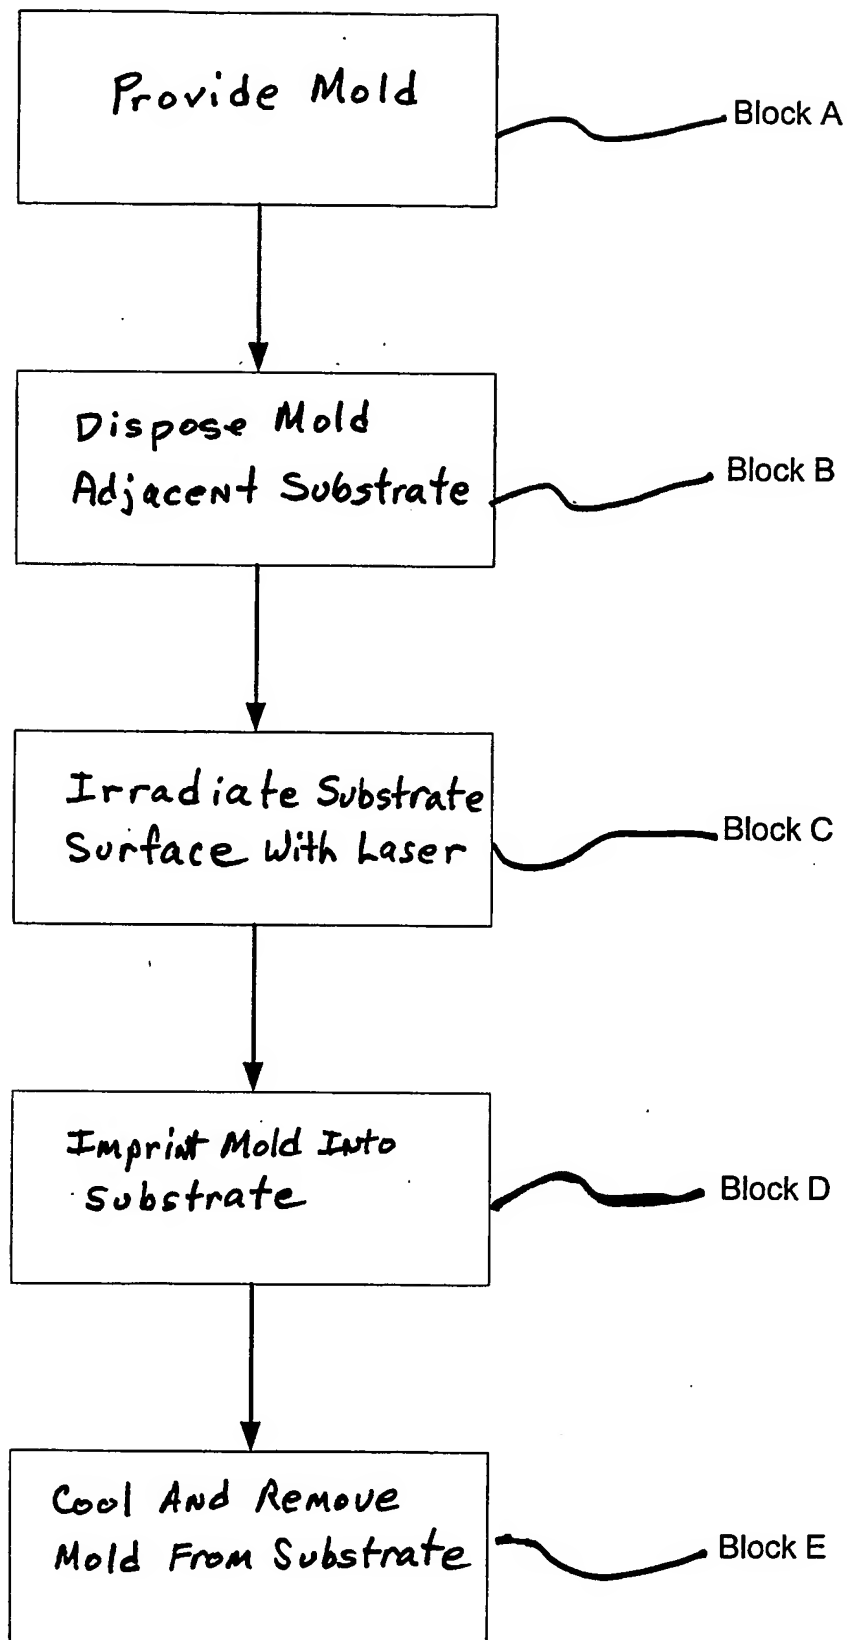 Provide Mold
Block A
Dispose Mold
Adjacent Substrate
Block B
Irradiate Substrate
Surface With Laser
Block C
Imprint Mold Into
Substrate
Block D
Cool And Remove
Mold From Substrate
Block E